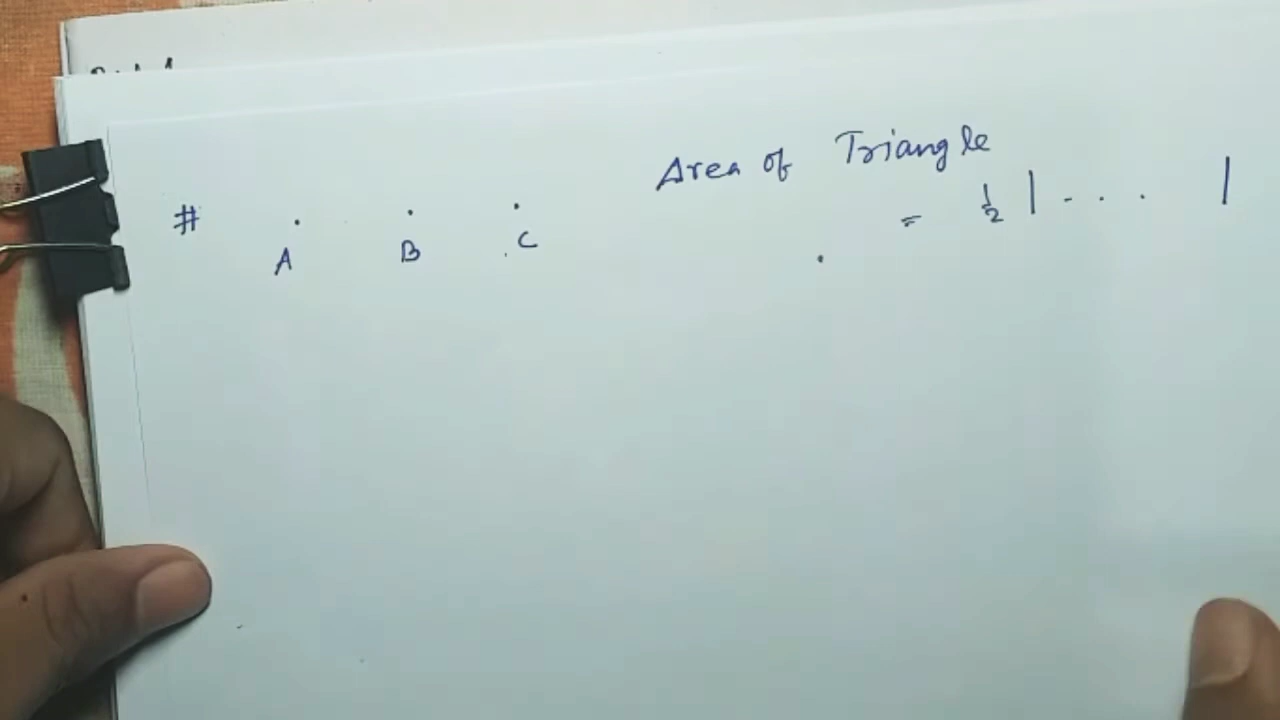 Area of Triangle
= 1/2 | - . . . |
# A B C